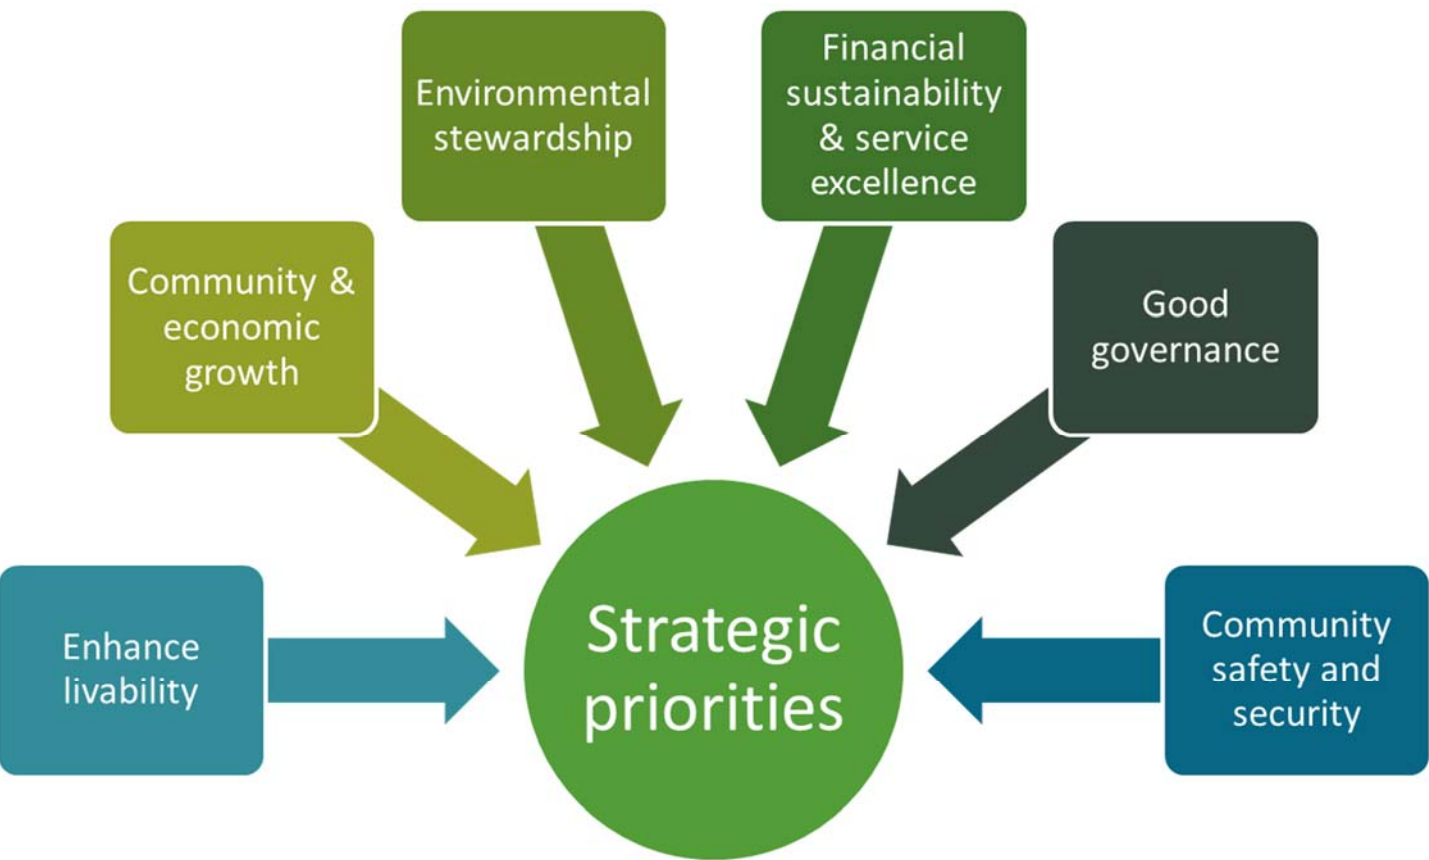 Environmental
stewardship
Financial
sustainability
& service
excellence
Community &
economic
growth
Good
governance
Enhance
livability
Strategic
priorities
Community
safety and
security